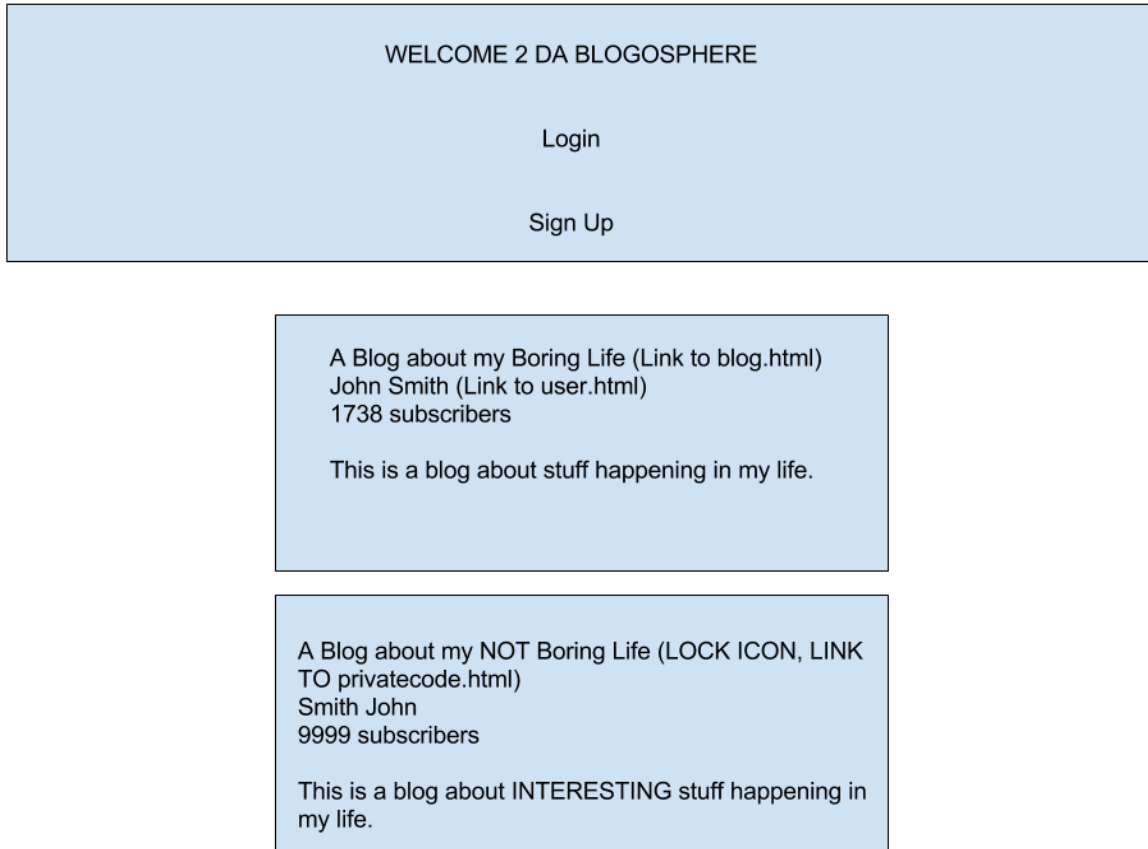 WELCOME 2 DA BLOGOSPHERE
Login
Sign Up
A Blog about my Boring Life (Link to blog.html)
John Smith (Link to user.html)
1738 subscribers
This is a blog about stuff happening in my life.
A Blog about my NOT Boring Life (LOCK ICON, LINK
TO privatecode.html)
Smith John
9999 subscribers
This is a blog about INTERESTING stuff happening in
my life.